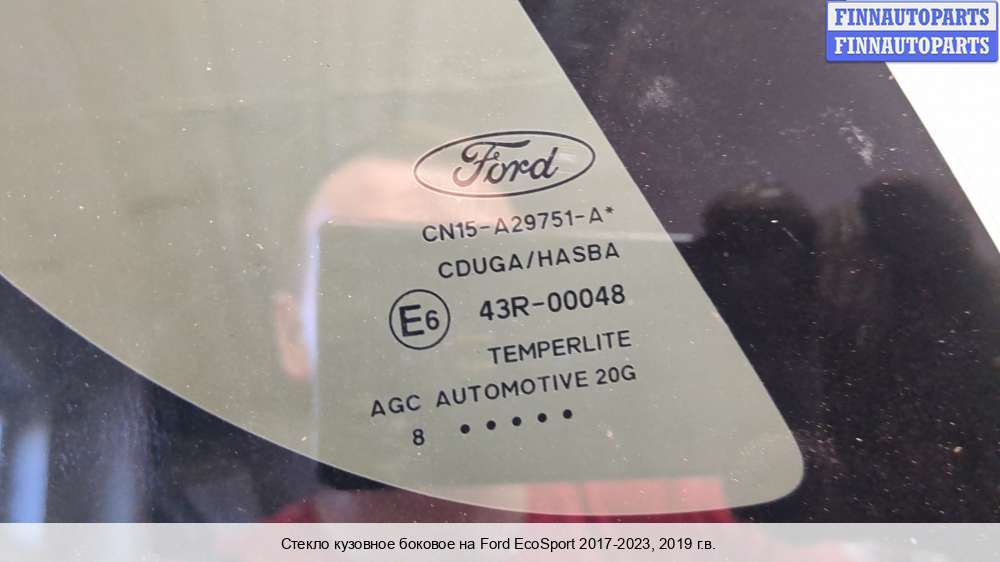 FINNAUTOPARTS
FINNAUTOPARTS
Ford
CN15-A29751-A*
CDUGA/HASBA
E6 43R-00048
TEMPERLITE
AGC AUTOMOTIVE 20G
8 • • • • •
Стекло кузовное боковое на Ford EcoSport 2017-2023, 2019 г.в.